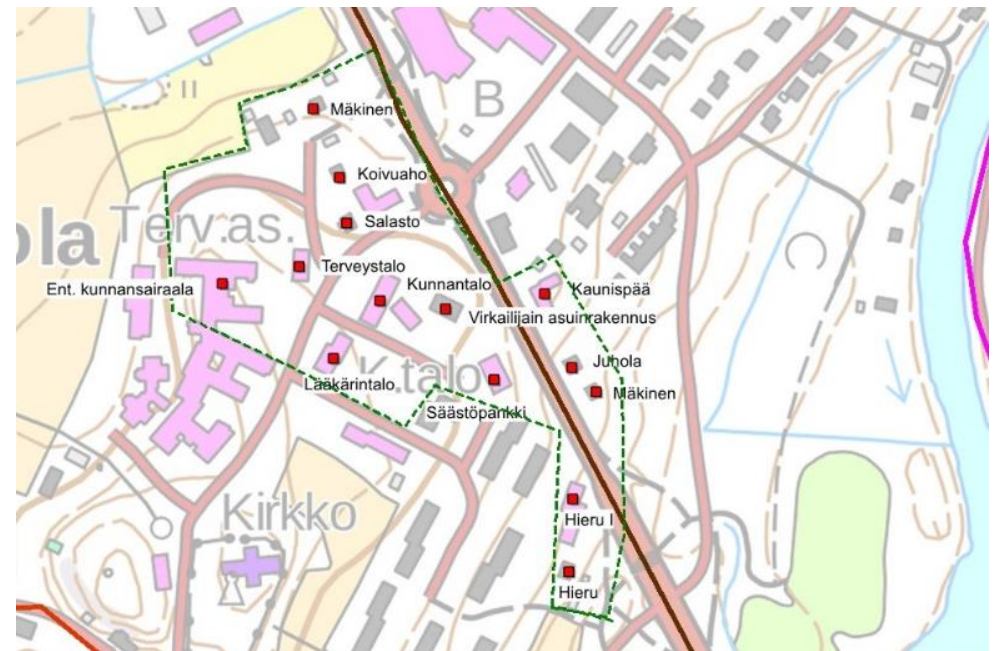 B
II
Mäkinen
Koivuaho
Terv.as.
Salasto
ola
Terveystalo
Kunnantalo
Ent. kunnansairaala
Kaunispää
Virkailijain asuinrakennus
Juhola
K.talo
Lääkärintalo
Mäkinen
Säästöpankki
Kirkko
Hieru I
Hieru